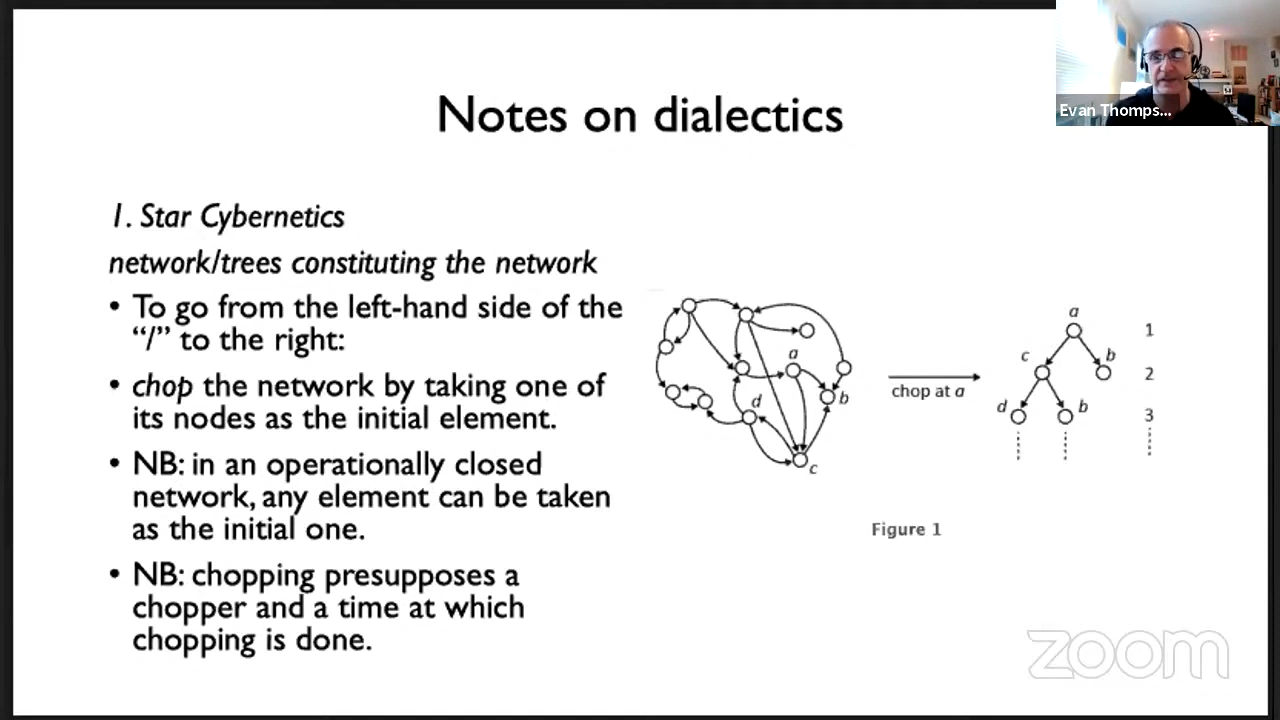 Notes on dialectics
Evan Thomps...
1. Star Cybernetics
network/trees constituting the network
• To go from the left-hand side of the
“/” to the right:
• chop the network by taking one of
its nodes as the initial element.
• NB: in an operationally closed
network, any element can be taken
as the initial one.
• NB: chopping presupposes a
chopper and a time at which
chopping is done.
a
b
c
d
chop at a
a
1
c b
2
d b
3
Figure 1
zoom